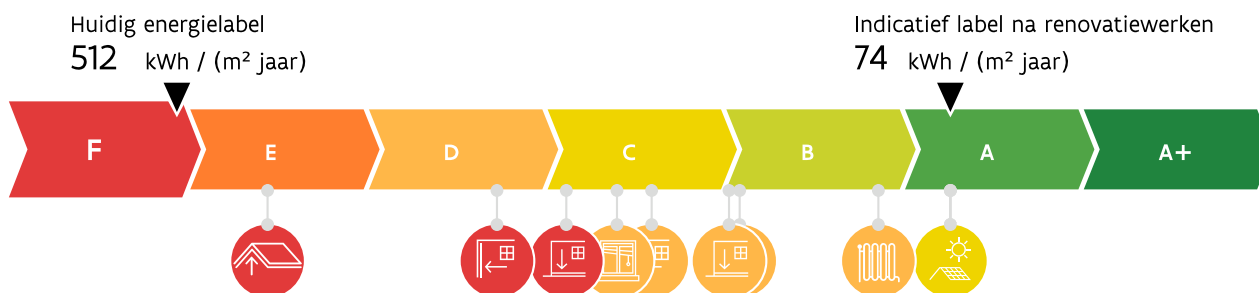 Huidig energielabel
512 kWh / (m² jaar)
Indicatief label na renovatiewerken
74 kWh / (m² jaar)
F E D C B A A+